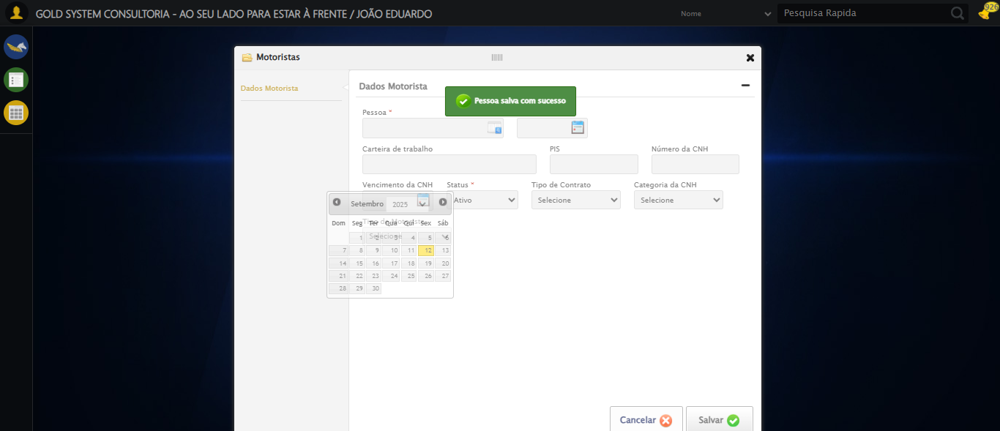 GOLD SYSTEM CONSULTORIA - AO SEU LADO PARA ESTAR À FRENTE / JOÃO EDUARDO
Nome
Pesquisa Rapida
926
Motoristas
Dados Motorista
Dados Motorista
Pessoa salva com sucesso
Pessoa *
Carteira de trabalho PIS Número da CNH
Vencimento da CNH Status * Tipo de Contrato Categoria da CNH
Ativo Selecione Selecione
Setembro 2025
Tipo de Motorista
Dom Seg Ter Qua Qui Sex Sáb
Selecione
1 2 3 4 5 6
7 8 9 10 11 12 13
14 15 16 17 18 19 20
21 22 23 24 25 26 27
28 29 30
Cancelar Salvar